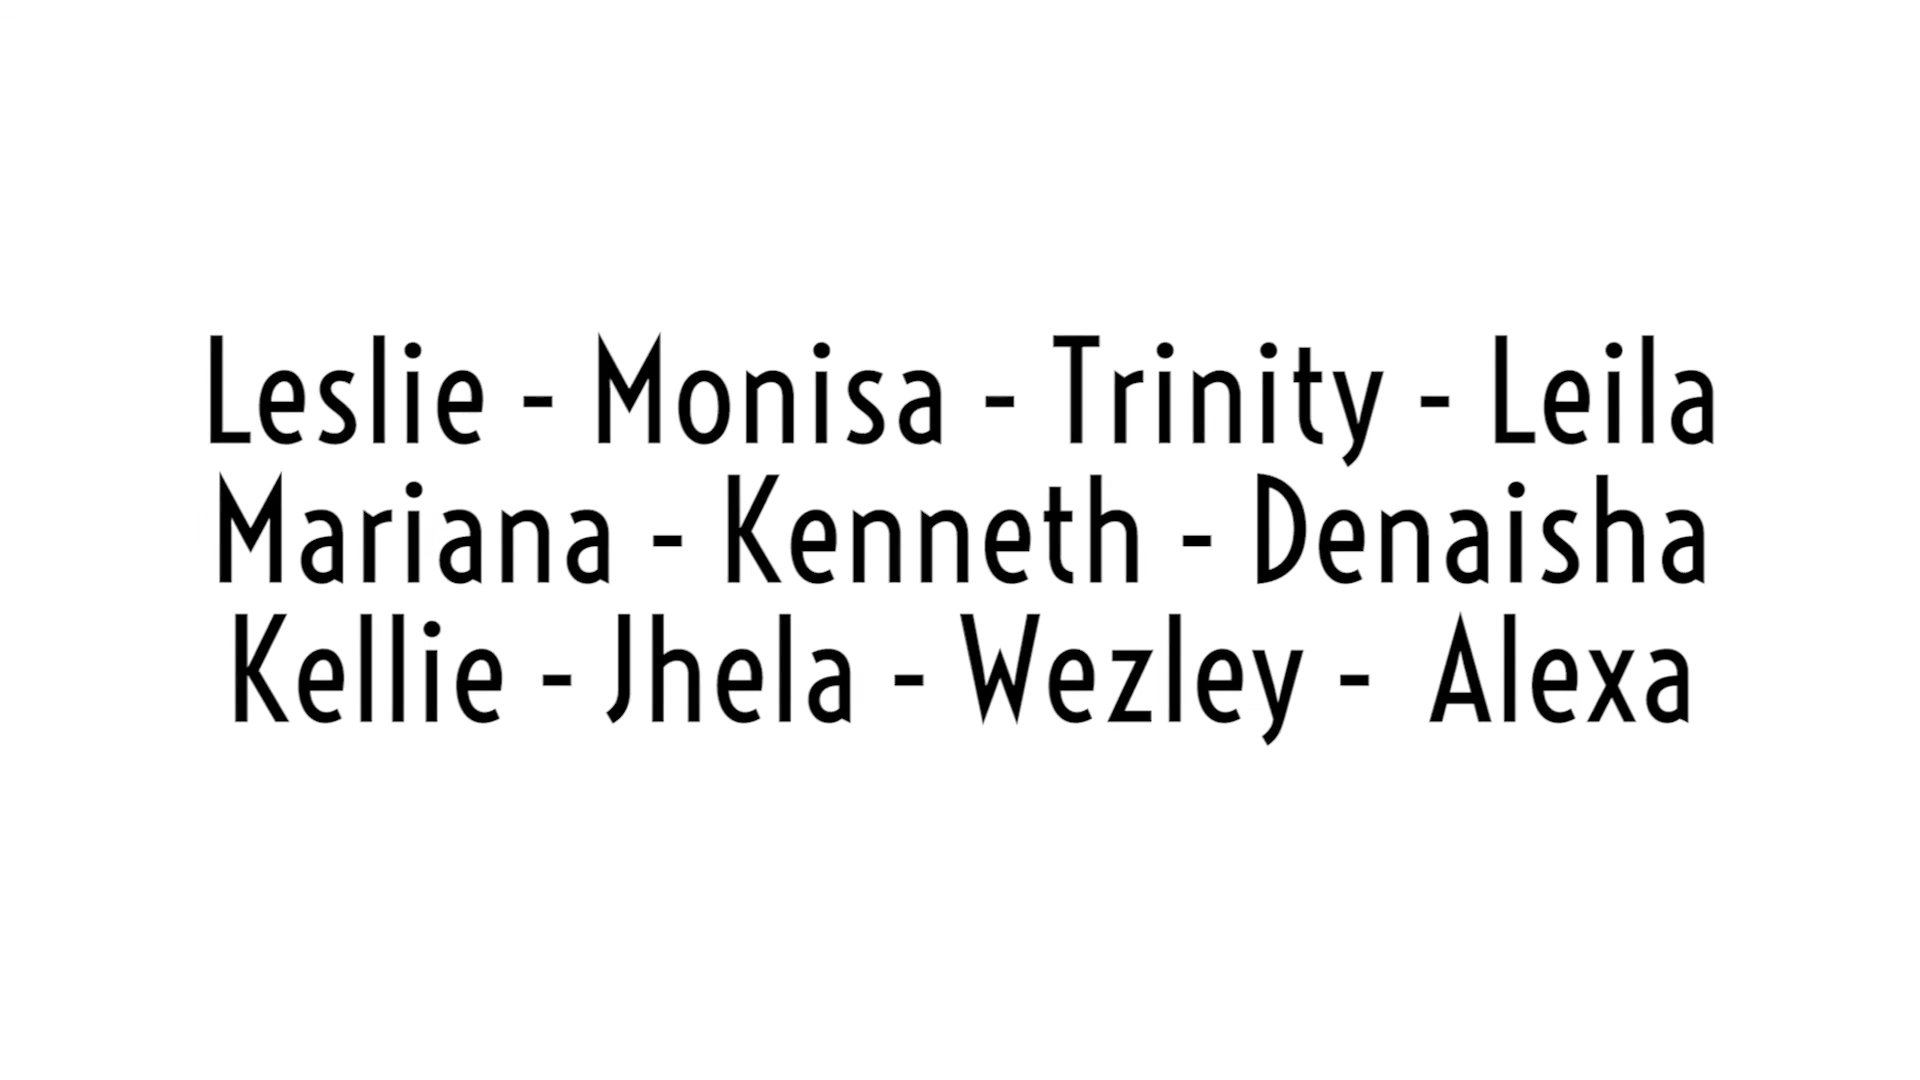 Leslie - Monisa - Trinity - Leila
Mariana - Kenneth - Denaisha
Kellie - Jhela - Wezley -  Alexa